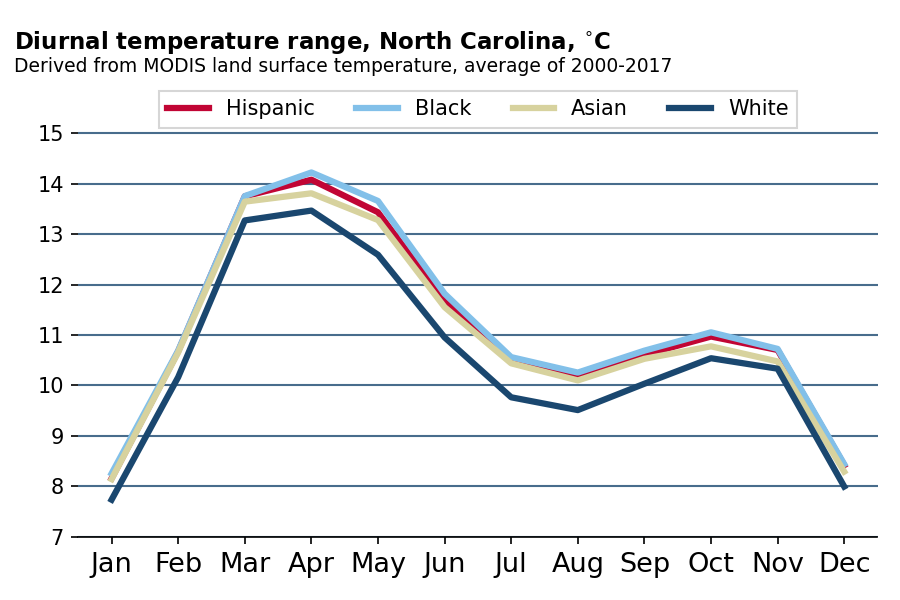 Diurnal temperature range, North Carolina, °C
Derived from MODIS land surface temperature, average of 2000-2017
Hispanic Black Asian White
15
14
13
12
11
10
9
8
7
Jan Feb Mar Apr May Jun Jul Aug Sep Oct Nov Dec